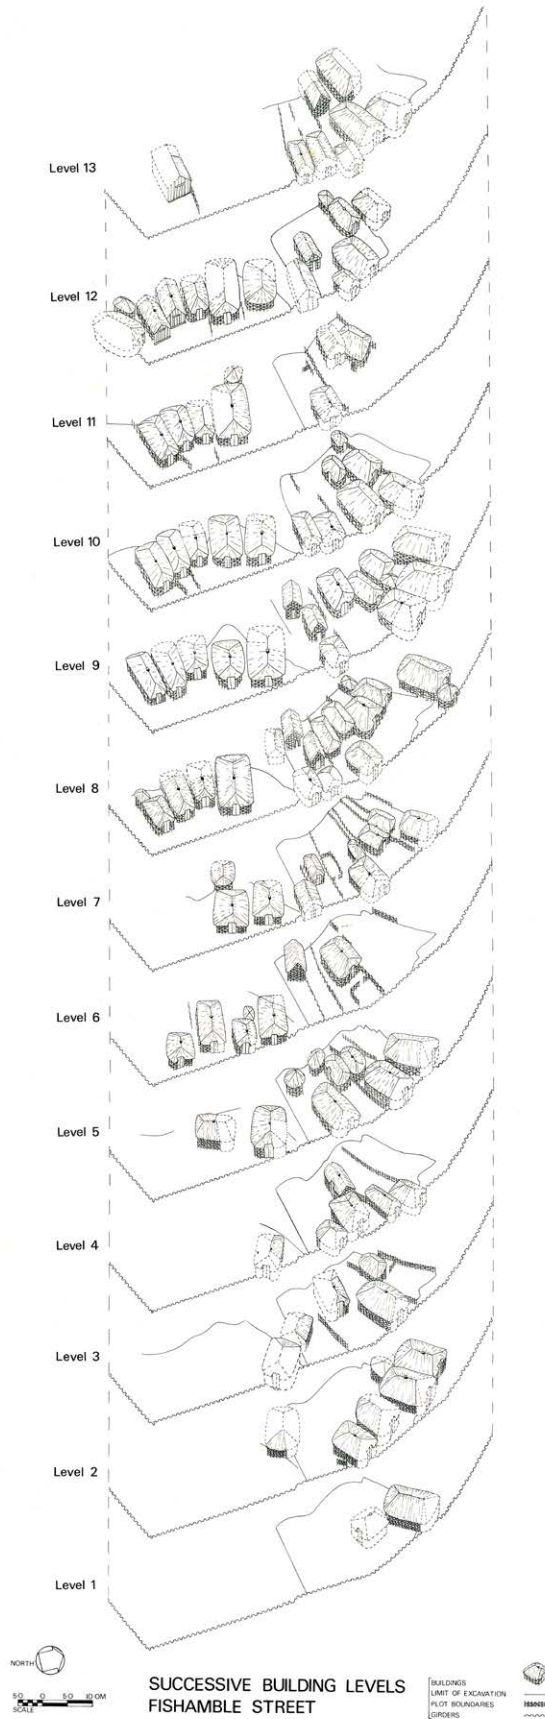 Level 13
Level 12
Level 11
Level 10
Level 9
Level 8
Level 7
Level 6
Level 5
Level 4
Level 3
Level 2
Level 1
NORTH
5·0 0 5·0 10·0M
SCALE
SUCCESSIVE BUILDING LEVELS
FISHAMBLE STREET
BUILDINGS
LIMIT OF EXCAVATION
PLOT BOUNDARIES
GIRDERS